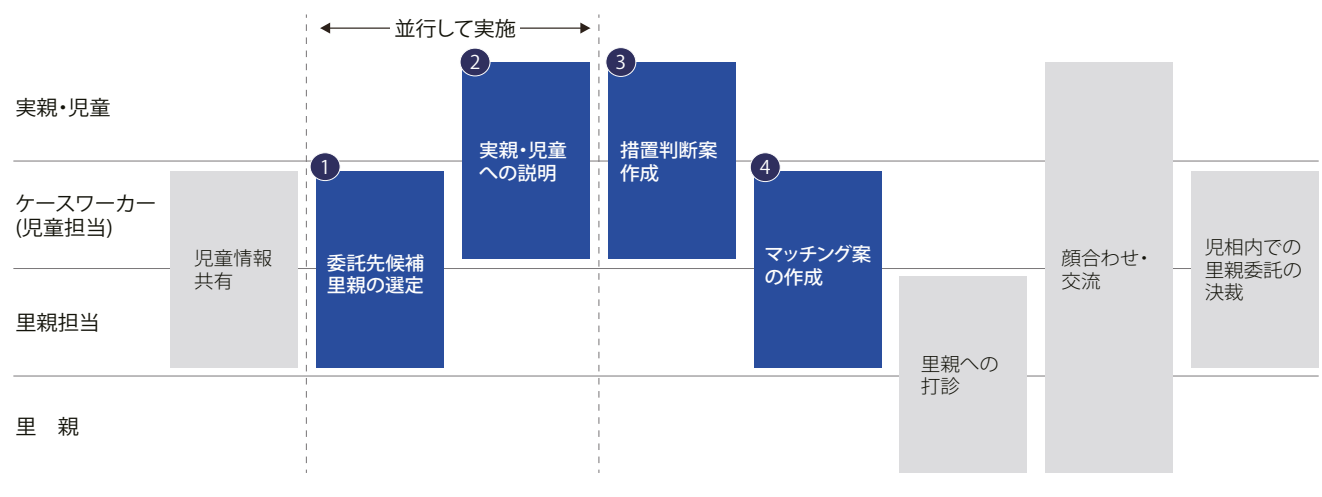 並行して実施
実親・児童
ケースワーカー
(児童担当)
里親担当
里　親
児童情報
共有
1
委託先候補
里親の選定
2
実親・児童
への説明
3
措置判断案
作成
4
マッチング案
の作成
里親への
打診
顔合わせ・
交流
児相内での
里親委託の
決裁